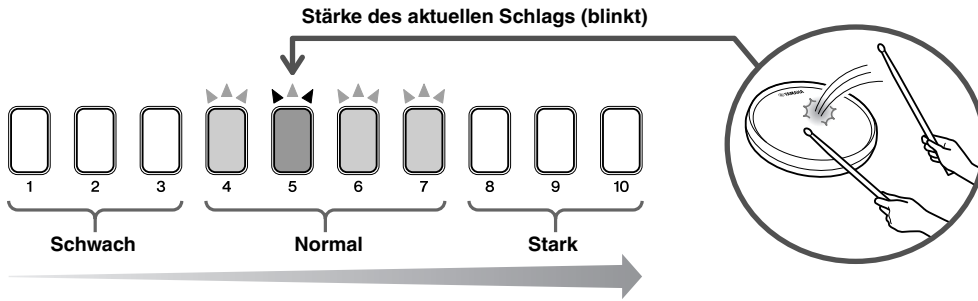 Stärke des aktuellen Schlags (blinkt)
YAMAHA
1 2 3 4 5 6 7 8 9 10
Schwach Normal Stark